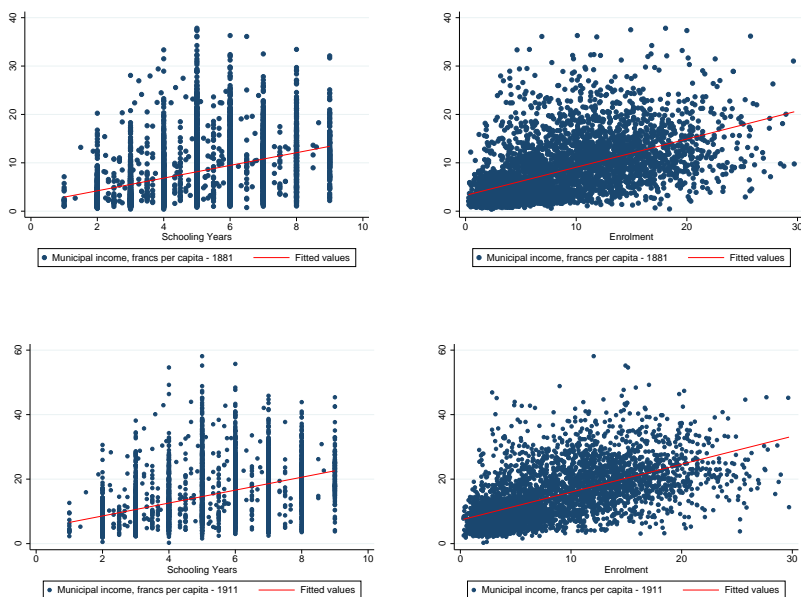 40
30
20
10
0
0 2 4 6 8 10
Schooling Years
Municipal income, francs per capita - 1881 Fitted values
40
30
20
10
0
0 10 20 30
Enrolment
Municipal income, francs per capita - 1881 Fitted values
60
40
20
0
0 2 4 6 8 10
Schooling Years
Municipal income, francs per capita - 1911 Fitted values
60
40
20
0
0 10 20 30
Enrolment
Municipal income, francs per capita - 1911 Fitted values